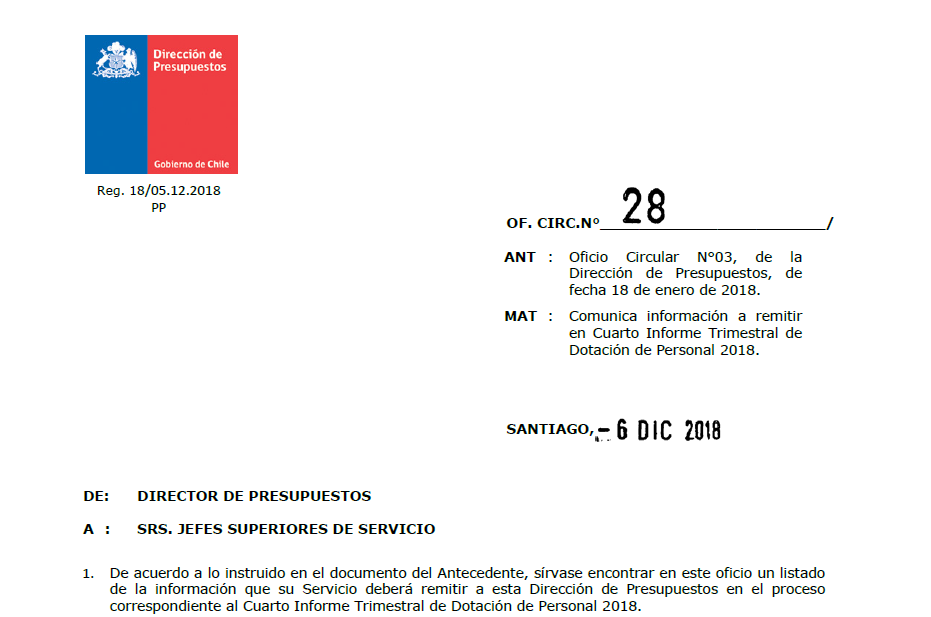 Dirección de
Presupuestos
Gobierno de Chile
Reg. 18/05.12.2018
PP
OF. CIRC.Nº 28 /
ANT : Oficio Circular N°03, de la
Dirección de Presupuestos, de
fecha 18 de enero de 2018.
MAT : Comunica información a remitir
en Cuarto Informe Trimestral de
Dotación de Personal 2018.
SANTIAGO, - 6 DIC 2018
DE: DIRECTOR DE PRESUPUESTOS
A : SRS. JEFES SUPERIORES DE SERVICIO
1. De acuerdo a lo instruido en el documento del Antecedente, sírvase encontrar en este oficio un listado
de la información que su Servicio deberá remitir a esta Dirección de Presupuestos en el proceso
correspondiente al Cuarto Informe Trimestral de Dotación de Personal 2018.